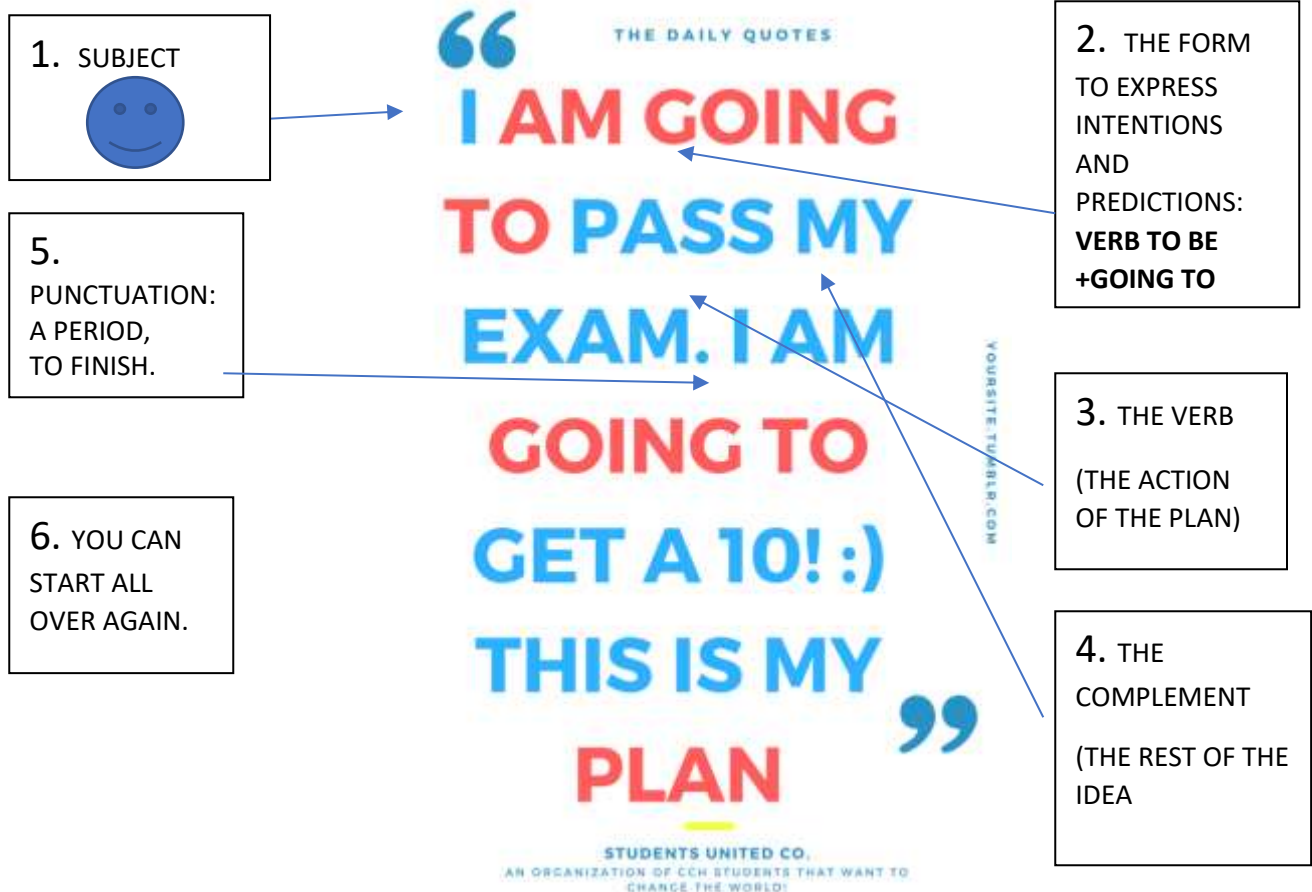 1. SUBJECT
THE DAILY QUOTES
“
I AM GOING
TO PASS MY
EXAM. I AM
GOING TO
GET A 10! :)
THIS IS MY
PLAN
”
STUDENTS UNITED CO.
AN ORGANIZATION OF CCH STUDENTS THAT WANT TO
CHANGE THE WORLD!
YOURSITE.TUMBLR.COM
2. THE FORM
TO EXPRESS
INTENTIONS
AND
PREDICTIONS:
VERB TO BE
+GOING TO
3. THE VERB
(THE ACTION
OF THE PLAN)
4. THE
COMPLEMENT
(THE REST OF THE
IDEA
5.
PUNCTUATION:
A PERIOD,
TO FINISH.
6. YOU CAN
START ALL
OVER AGAIN.